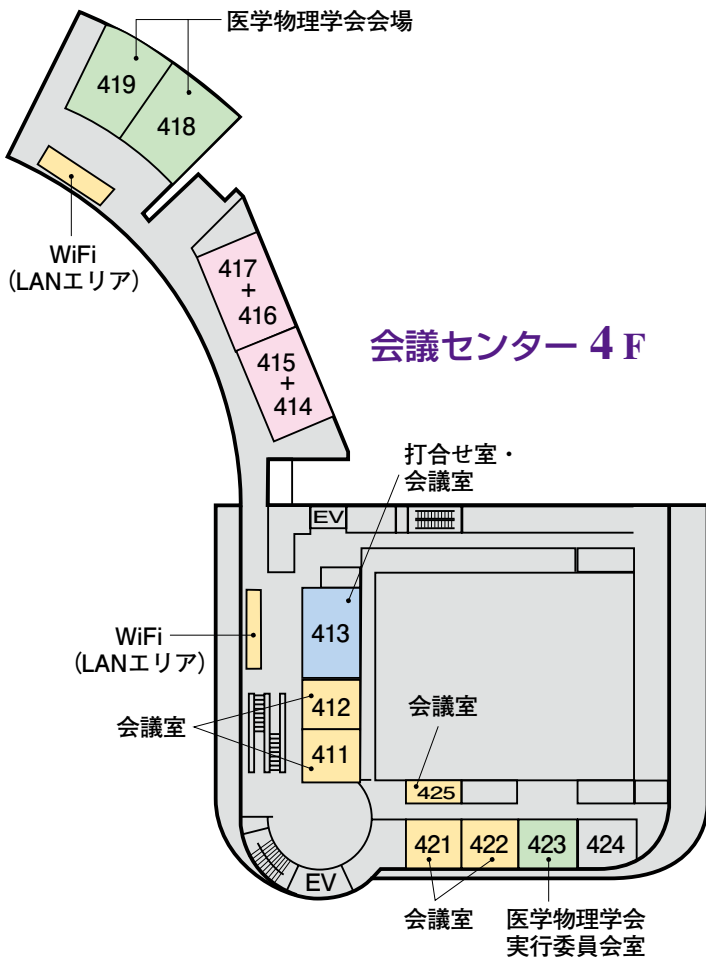 医学物理学会会場
419
418
WiFi
(LANエリア)
417
+
416
415
+
414
会議センター 4 F
打合せ室・
会議室
EV
413
WiFi
(LANエリア)
412
会議室
411
会議室
425
421
422
423
424
EV
会議室
医学物理学会
実行委員会室